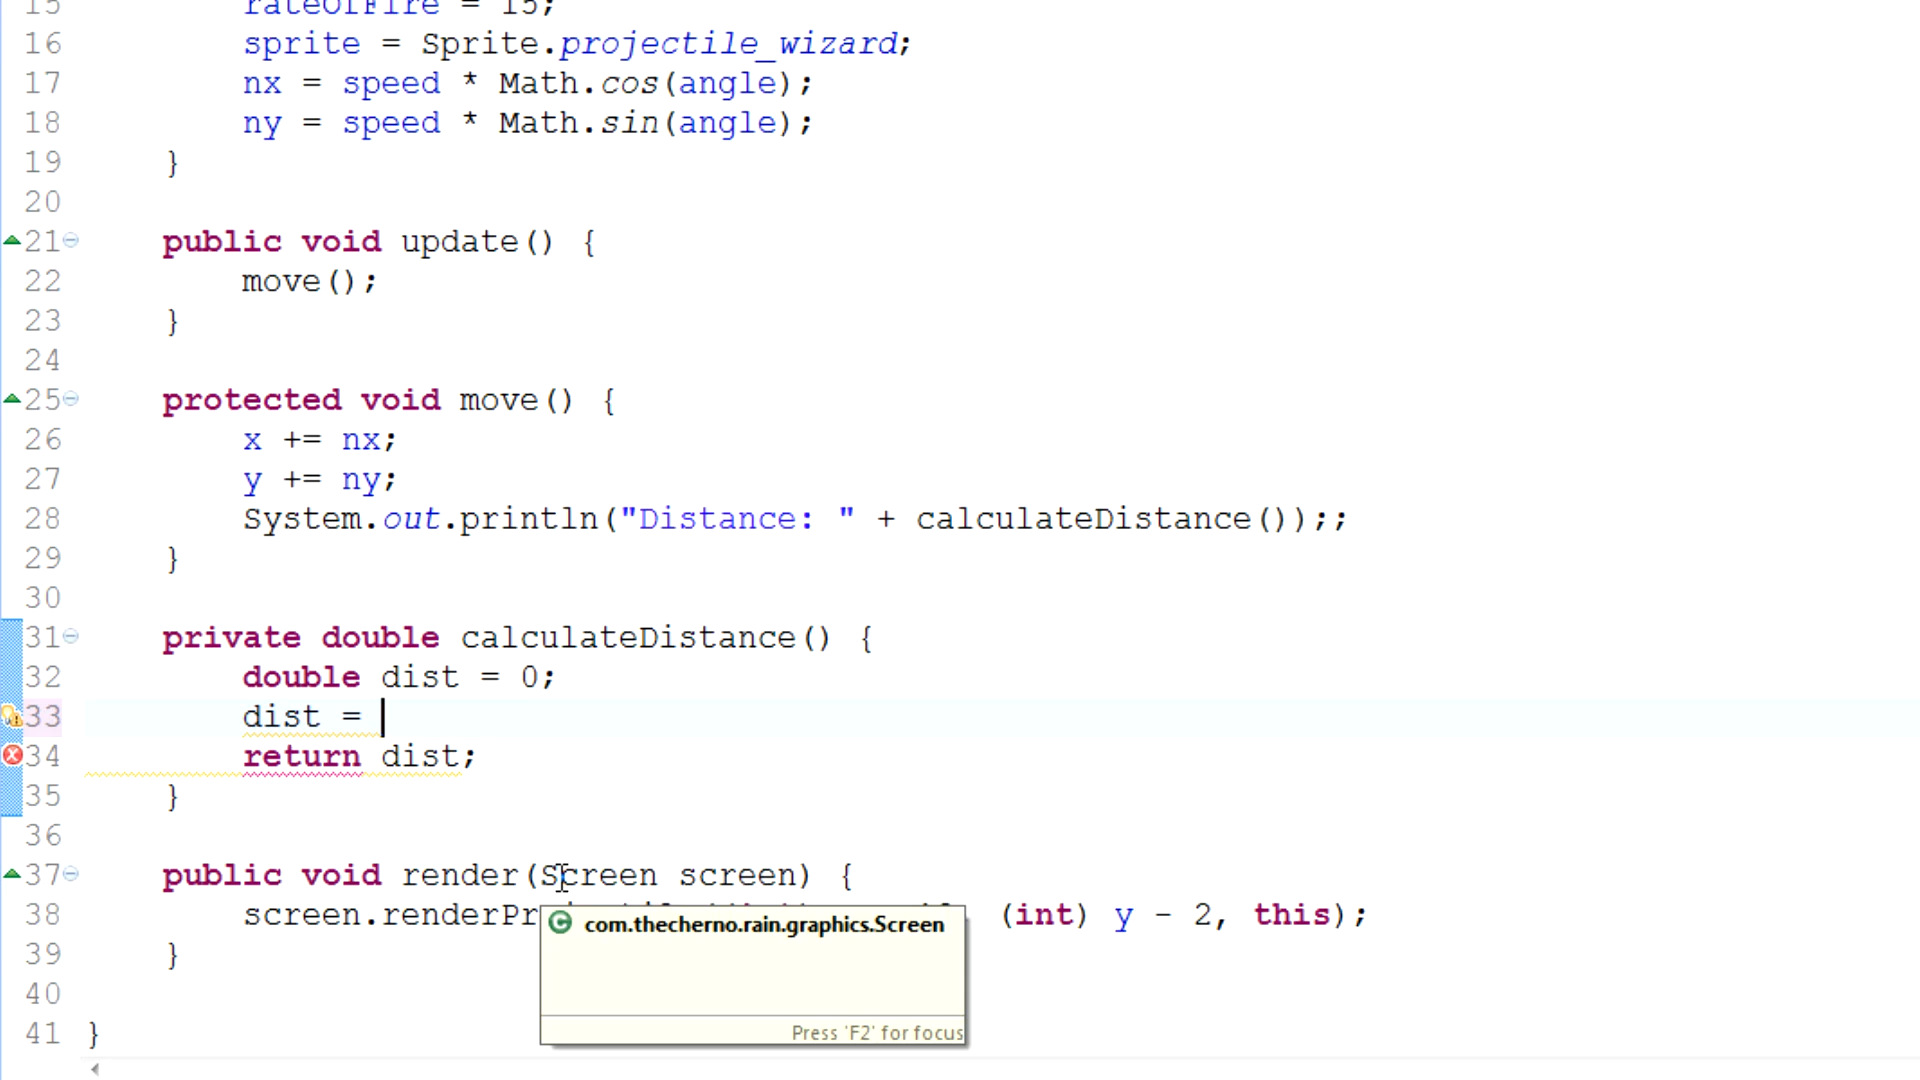 15 rateOfFire = 15;
16 sprite = Sprite.projectile_wizard;
17 nx = speed * Math.cos(angle);
18 ny = speed * Math.sin(angle);
19 }
20
21 public void update() {
22 move();
23 }
24
25 protected void move() {
26 x += nx;
27 y += ny;
28 System.out.println("Distance: " + calculateDistance());;
29 }
30
31 private double calculateDistance() {
32 double dist = 0;
33 dist =
34 return dist;
35 }
36
37 public void render(Screen screen) {
38 screen.renderPr (int) y - 2, this);
com.thecherno.rain.graphics.Screen
39 }
40
Press 'F2' for focus
41 }